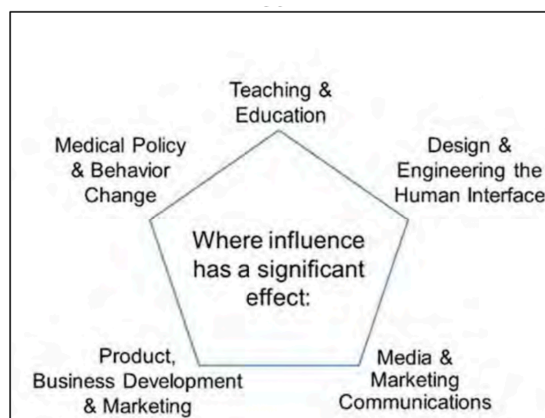 Teaching &
Education
Medical Policy
& Behavior
Change
Design &
Engineering the
Human Interface
Where influence
has a significant
effect:
Product,
Business Development
& Marketing
Media &
Marketing
Communications